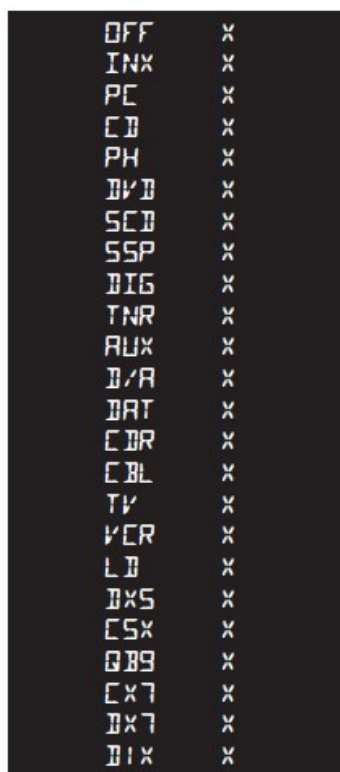 OFF X
INX X
PC X
CD X
PH X
DVD X
SCD X
SSP X
DIG X
TNR X
AUX X
D/A X
DAT X
CDR X
CBL X
TV X
VCR X
LD X
DX5 X
CSX X
QB9 X
CX7 X
DX7 X
DIX X